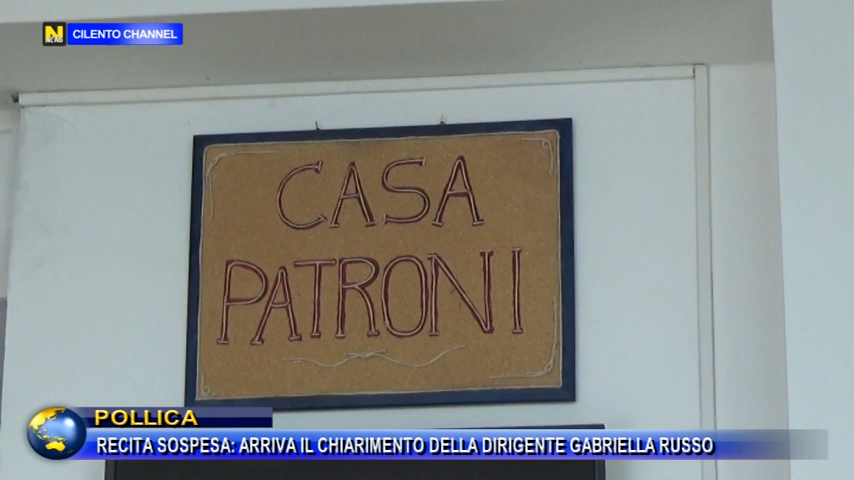 N
CILENTO CHANNEL
CASA
PATRONI
POLLICA
RECITA SOSPESA: ARRIVA IL CHIARIMENTO DELLA DIRIGENTE GABRIELLA RUSSO